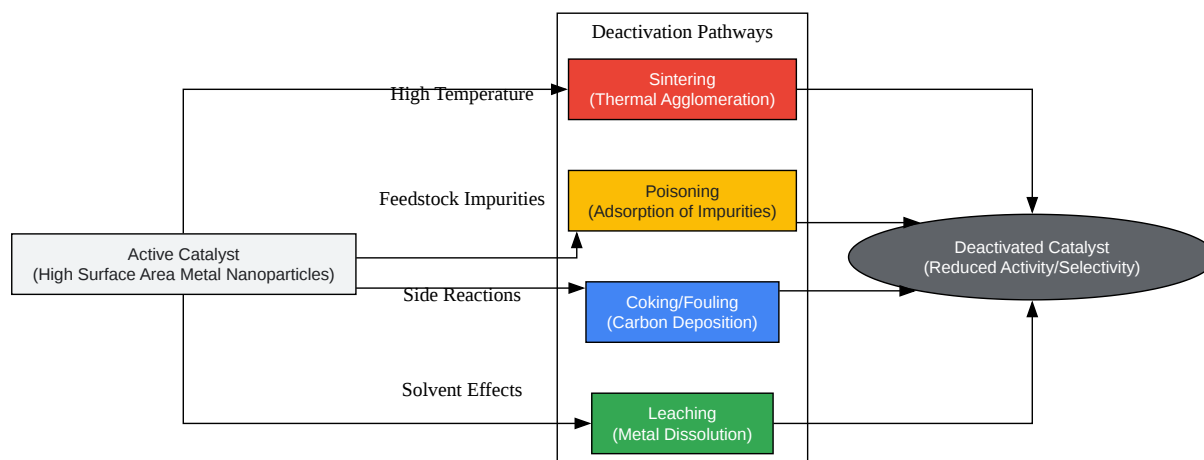 Deactivation Pathways
Sintering
(Thermal Agglomeration)
High Temperature
Poisoning
(Adsorption of Impurities)
Feedstock Impurities
Active Catalyst
(High Surface Area Metal Nanoparticles)
Deactivated Catalyst
(Reduced Activity/Selectivity)
Side Reactions
Coking/Fouling
(Carbon Deposition)
Solvent Effects
Leaching
(Metal Dissolution)